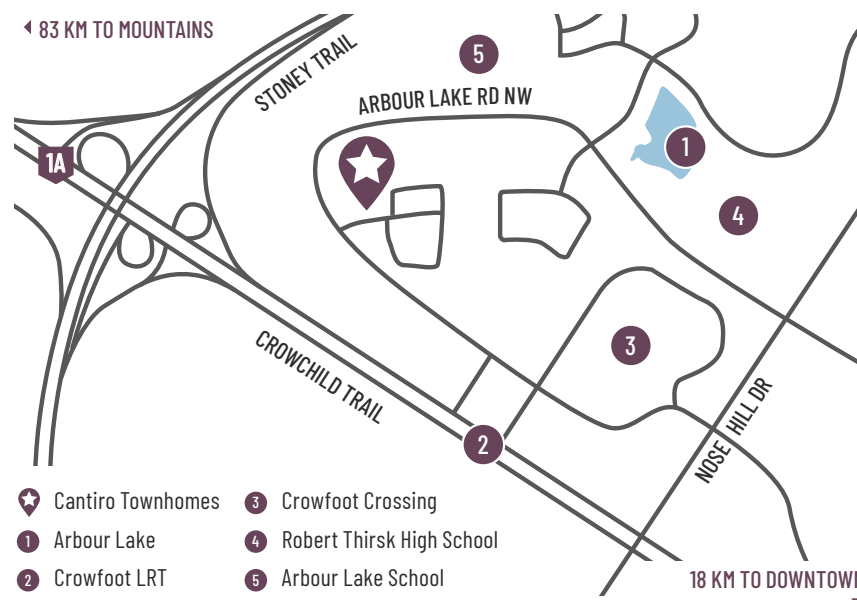 83 KM TO MOUNTAINS
STONEY TRAIL
5
ARBOUR LAKE RD NW
1
1A
4
3
CROWCHILD TRAIL
NOSE HILL DR
2
Cantiro Townhomes
1 Arbour Lake
2 Crowfoot LRT
3 Crowfoot Crossing
4 Robert Thirsk High School
5 Arbour Lake School
18 KM TO DOWNTOWN